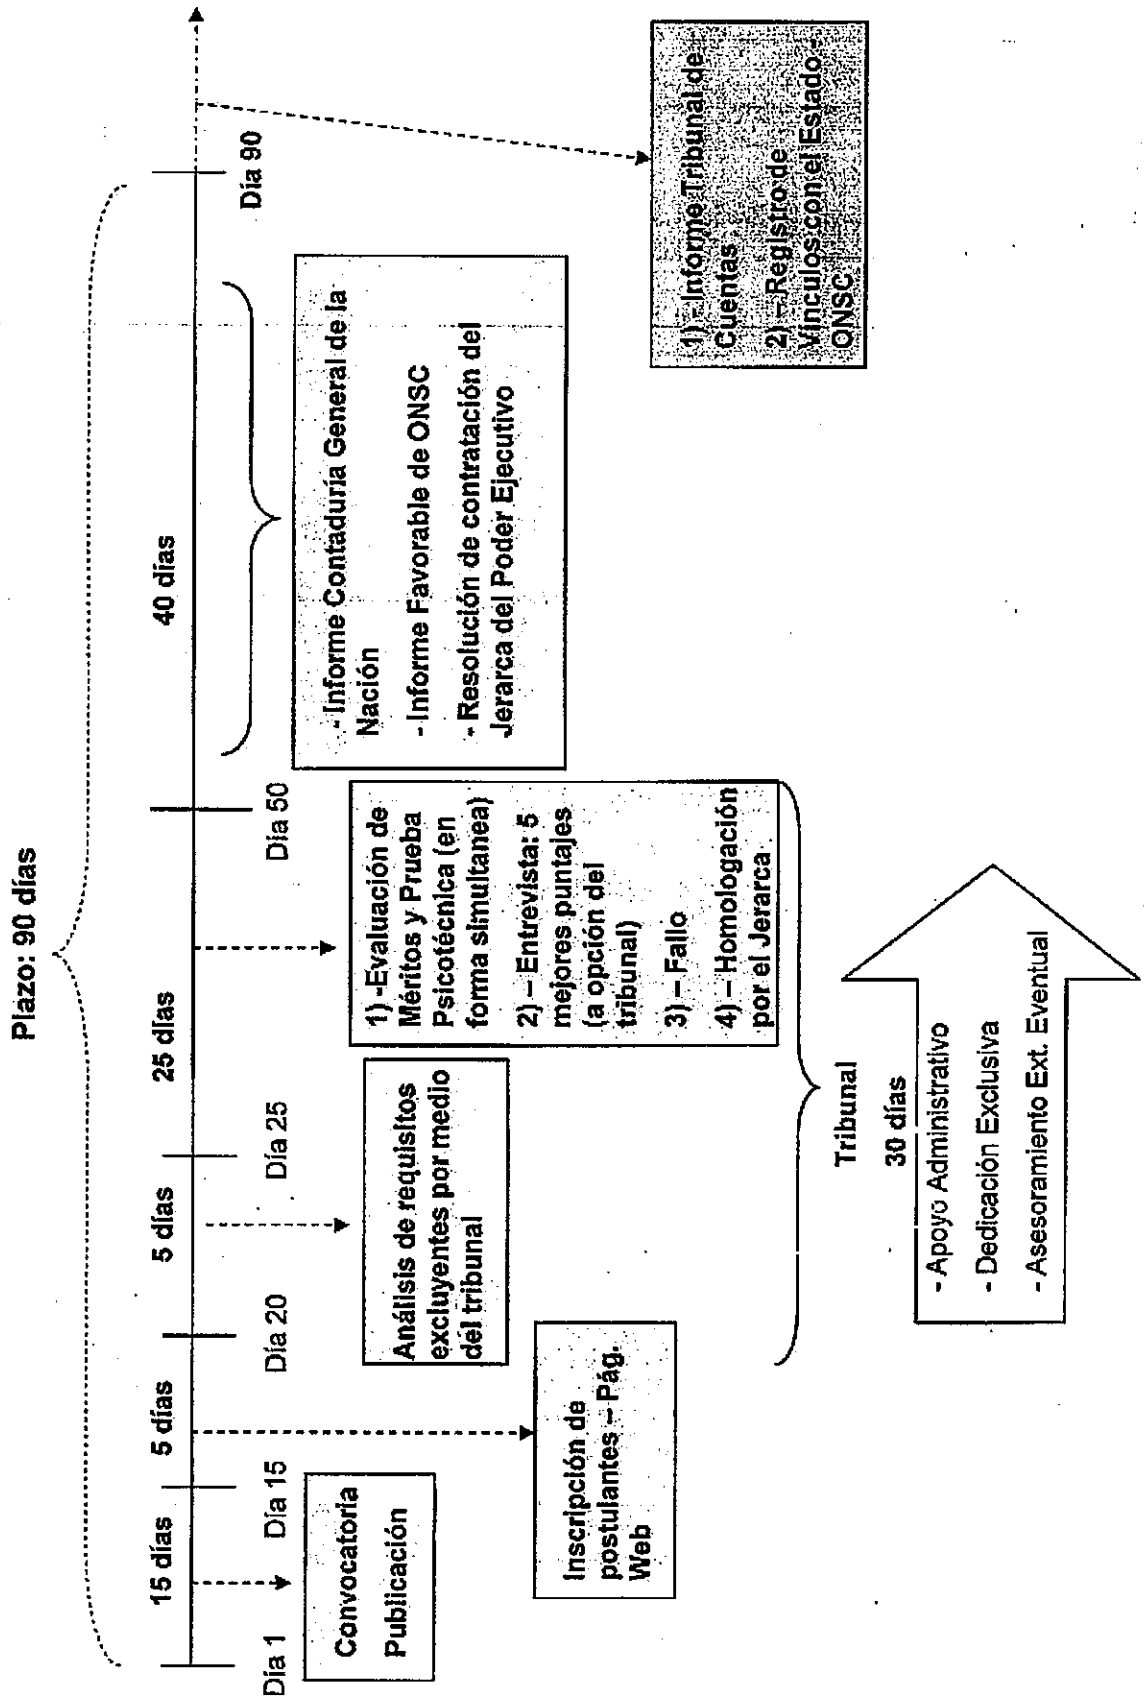 Plazo: 90 días
15 días
5 días
5 días
25 días
40 días
Día 1
Día 15
Día 20
Día 25
Día 50
Día 90
Convocatoria
Publicación
Inscripción de
postulantes – Pág.
Web
Análisis de requisitos
excluyentes por medio
del tribunal
1) -Evaluación de
Méritos y Prueba
Psicotécnica (en
forma simultanea)
2) – Entrevista: 5
mejores puntajes
(a opción del
tribunal)
3) – Fallo
4) – Homologación
por el Jerarca
- Informe Contaduría General de la
Nación
- Informe Favorable de ONSC
- Resolución de contratación del
Jerarca del Poder Ejecutivo
1) - Informe Tribunal de
Cuentas
2) – Registro de
Vínculos con el Estado -
ONSC
Tribunal
30 días
- Apoyo Administrativo
- Dedicación Exclusiva
- Asesoramiento Ext. Eventual